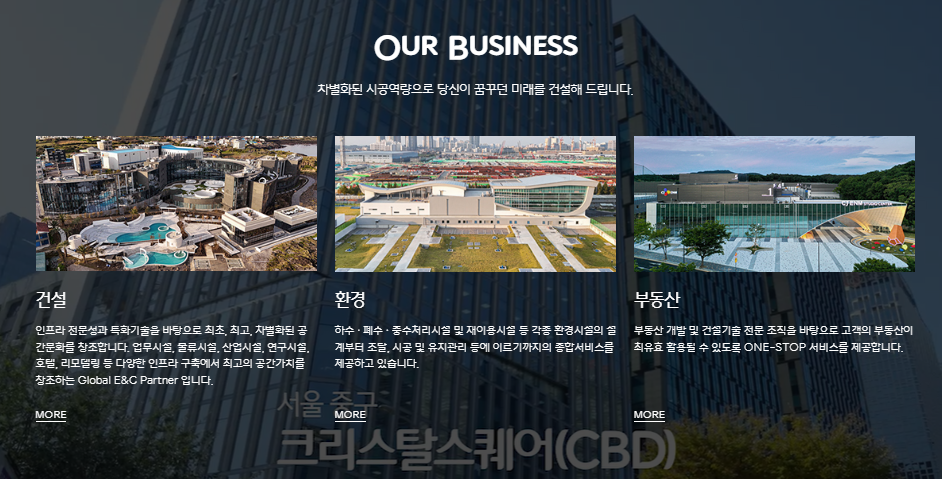 OUR BUSINESS
차별화된 시공역량으로 당신이 꿈꾸던 미래를 건설해 드립니다.
CJ ENM STUDIO CENTER
건설
환경
부동산
인프라 전문성과 특화기술을 바탕으로 최초, 최고, 차별화된 공
간문화를 창조합니다. 업무시설, 물류시설, 산업시설, 연구시설,
호텔, 리모델링 등 다양한 인프라 구축에서 최고의 공간가치를
창조하는 Global E&C Partner 입니다.
하수 · 폐수 · 중수처리시설 및 재이용시설 등 각종 환경시설의 설
계부터 조달, 시공 및 유지관리 등에 이르기까지의 종합서비스를
제공하고 있습니다.
부동산 개발 및 건설기술 전문 조직을 바탕으로 고객의 부동산이
최유효 활용될 수 있도록 ONE-STOP 서비스를 제공합니다.
MORE
MORE
MORE
서울 중구
크리스탈스퀘어(CBD)